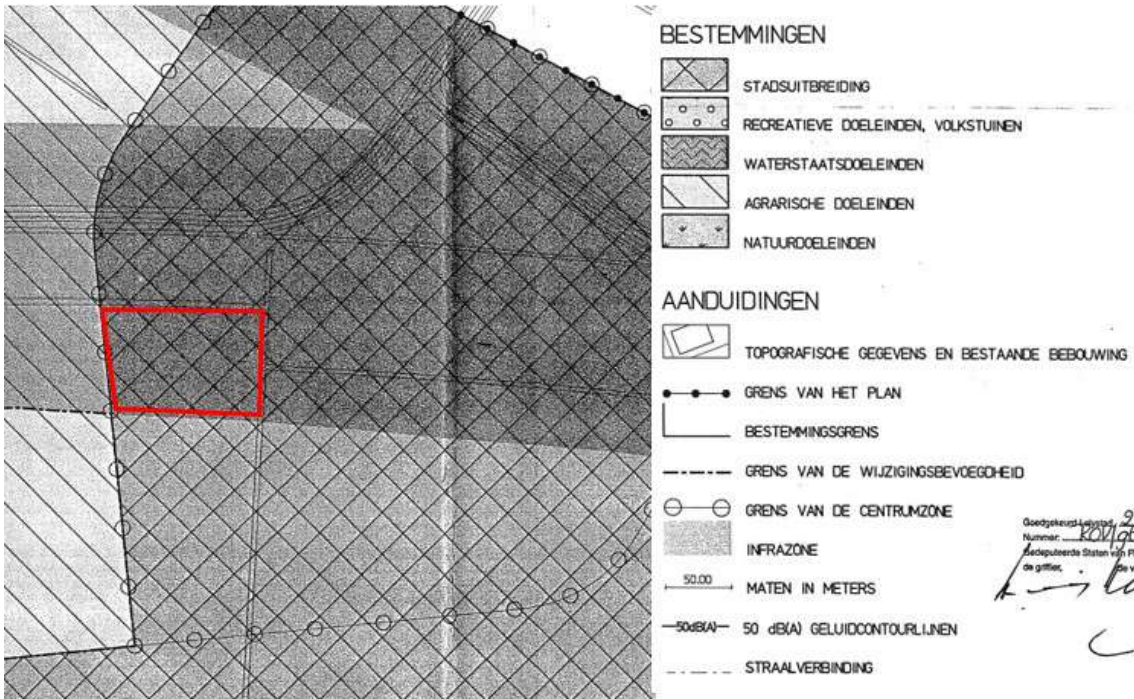 BESTEMMINGEN
STADSUITBREIDING
RECREATIEVE DOELEINDEN, VOLKSTUINEN
WATERSTAATSDOELEINDEN
AGRARISCHE DOELEINDEN
NATUURDOELEINDEN
AANDUIDINGEN
TOPOGRAFISCHE GEGEVENS EN BESTAANDE BEBOUWING
GRENS VAN HET PLAN
BESTEMMINGSGRENS
GRENS VAN DE WIJZIGINGSBEVOEGDHEID
GRENS VAN DE CENTRUMZONE
INFRAZONE
50.00 MATEN IN METERS
50dB(A) 50 dB(A) GELUIDCONTOURLIJNEN
STRAALVERBINDING
Goedgekeurd Lelystad, 2
Nummer:
Gedeputeerde Staten van
de griffier,